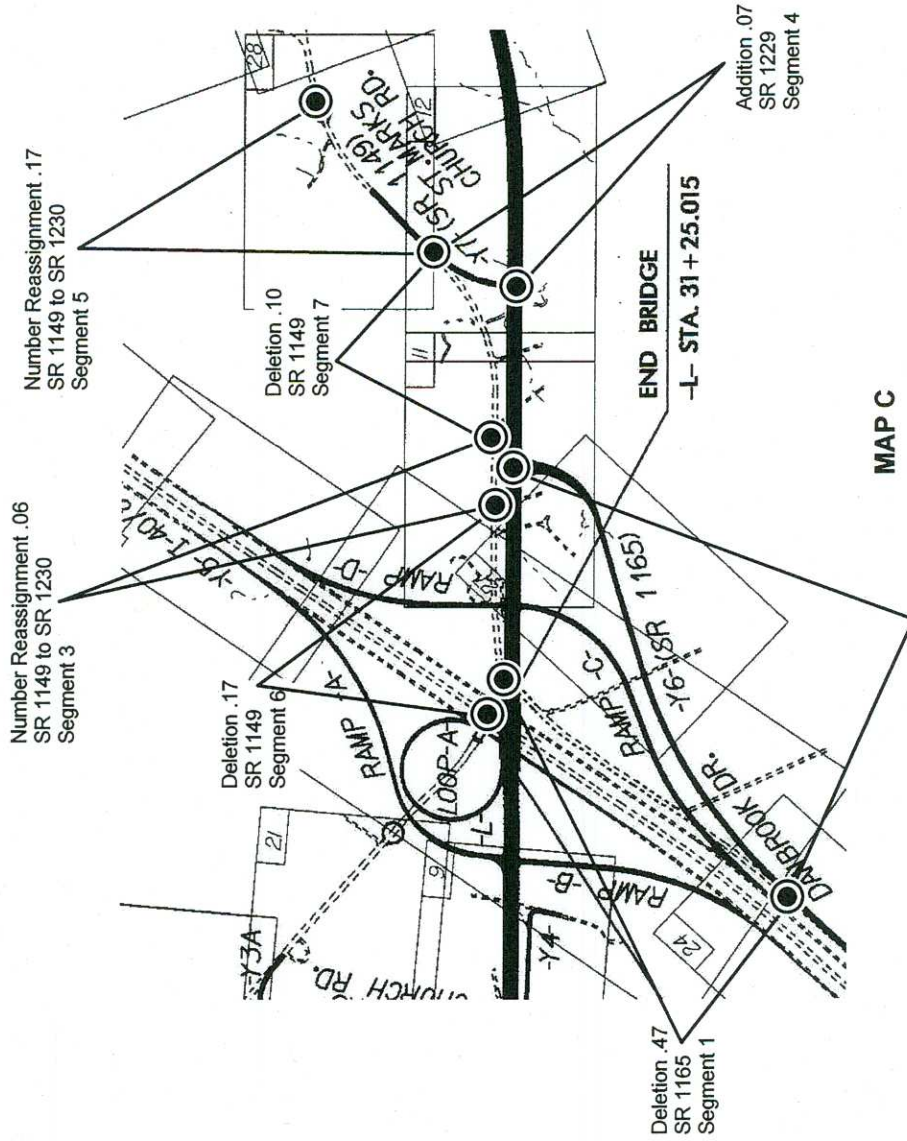 Number Reassignment .17
SR 1149 to SR 1230
Segment 5
Number Reassignment .06
SR 1149 to SR 1230
Segment 3
Deletion .10
SR 1149
Segment 7
Deletion .17
SR 1149
Segment 6
Addition .07
SR 1229
Segment 4
Deletion .47
SR 1165
Segment 1
END BRIDGE
-L- STA. 31+25.015
MAP C
28
12
11
21
9
24
-Y7-(SR 1149)
ST. MARKS
CHURCH RD.
I-40
RAMP -D-
RAMP -A-
LOOP-A-
-L-
RAMP -B-
RAMP -C-
-Y6-(SR 1165)
DANBROOK DR.
-Y3A
-Y4-
RD.